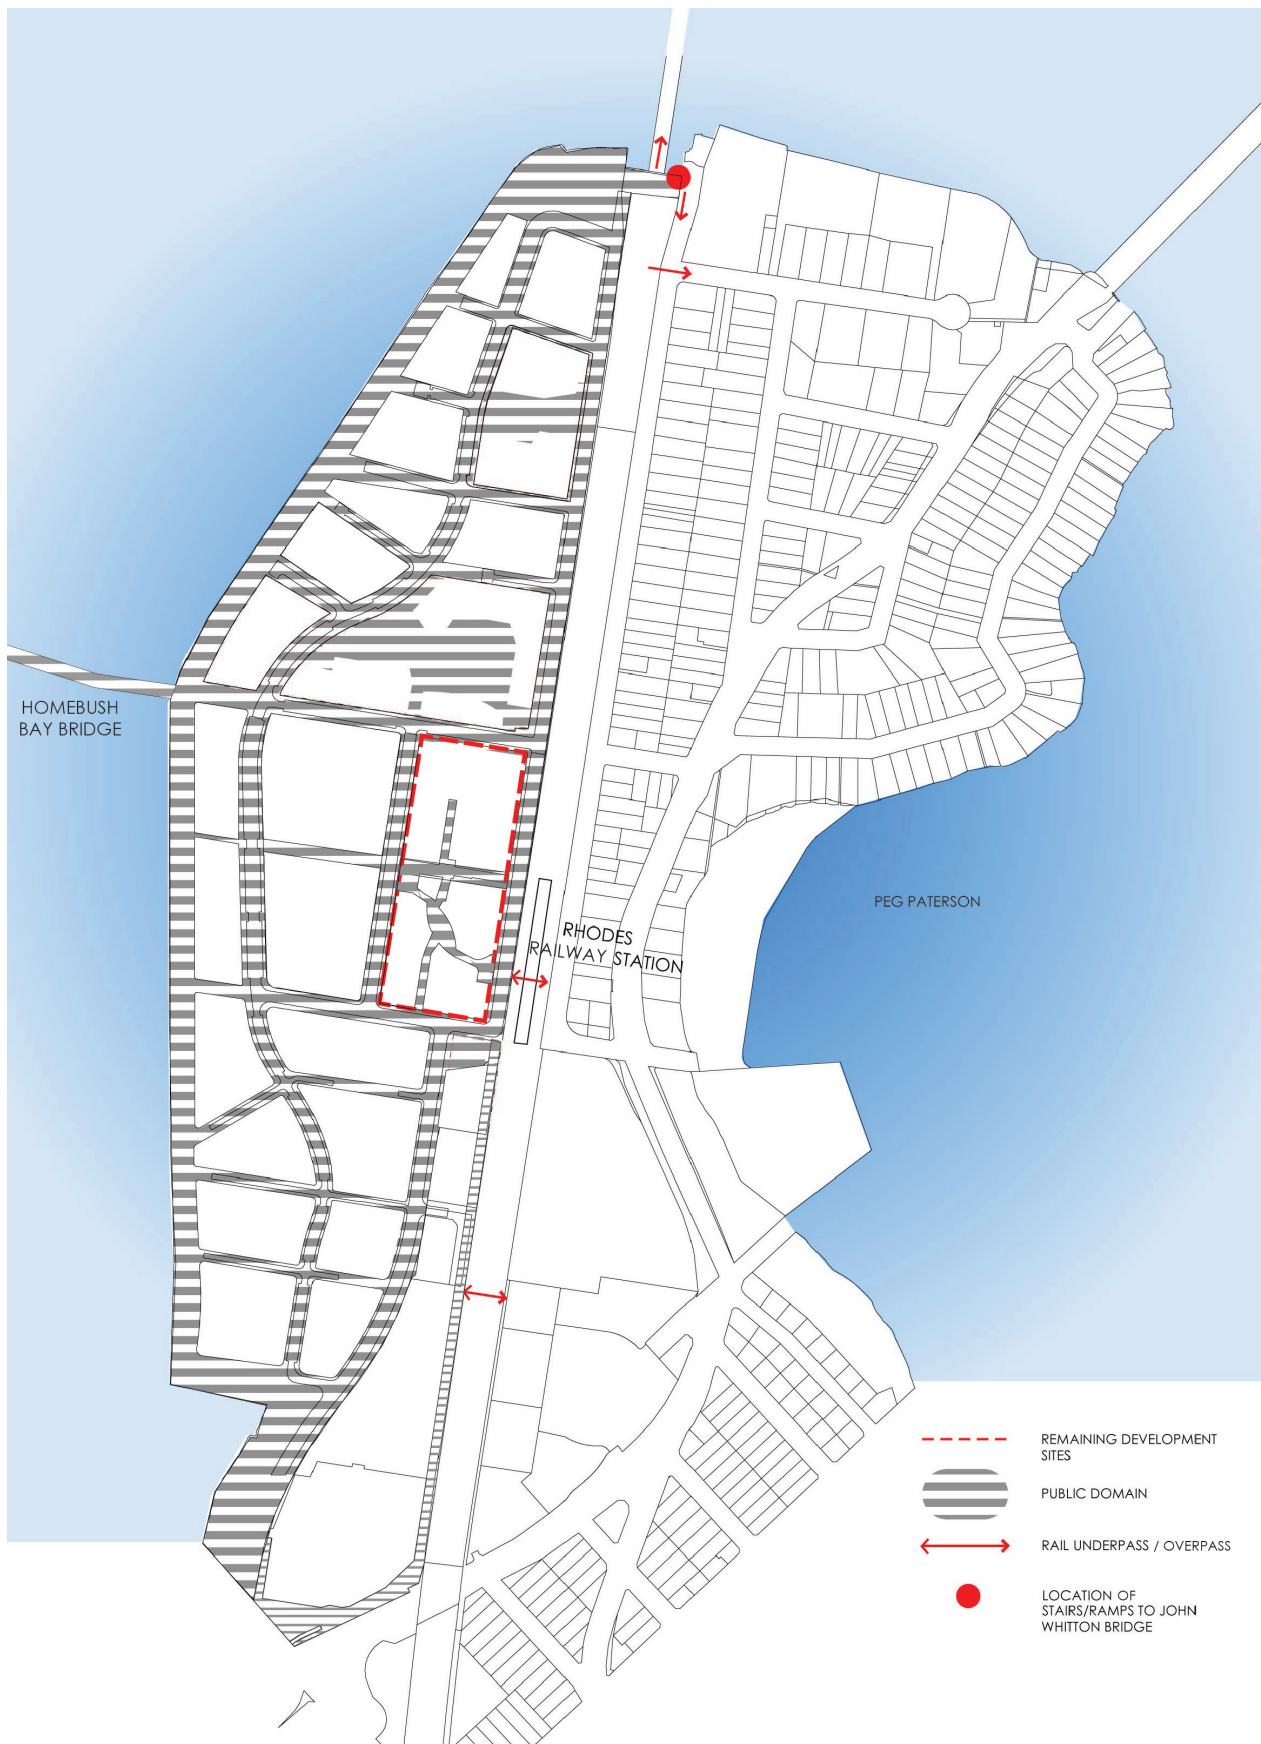 HOMEBUSH
BAY BRIDGE
PEG PATERSON
RHODES
RAILWAY STATION
REMAINING DEVELOPMENT
SITES
PUBLIC DOMAIN
RAIL UNDERPASS / OVERPASS
LOCATION OF
STAIRS/RAMPS TO JOHN
WHITTON BRIDGE